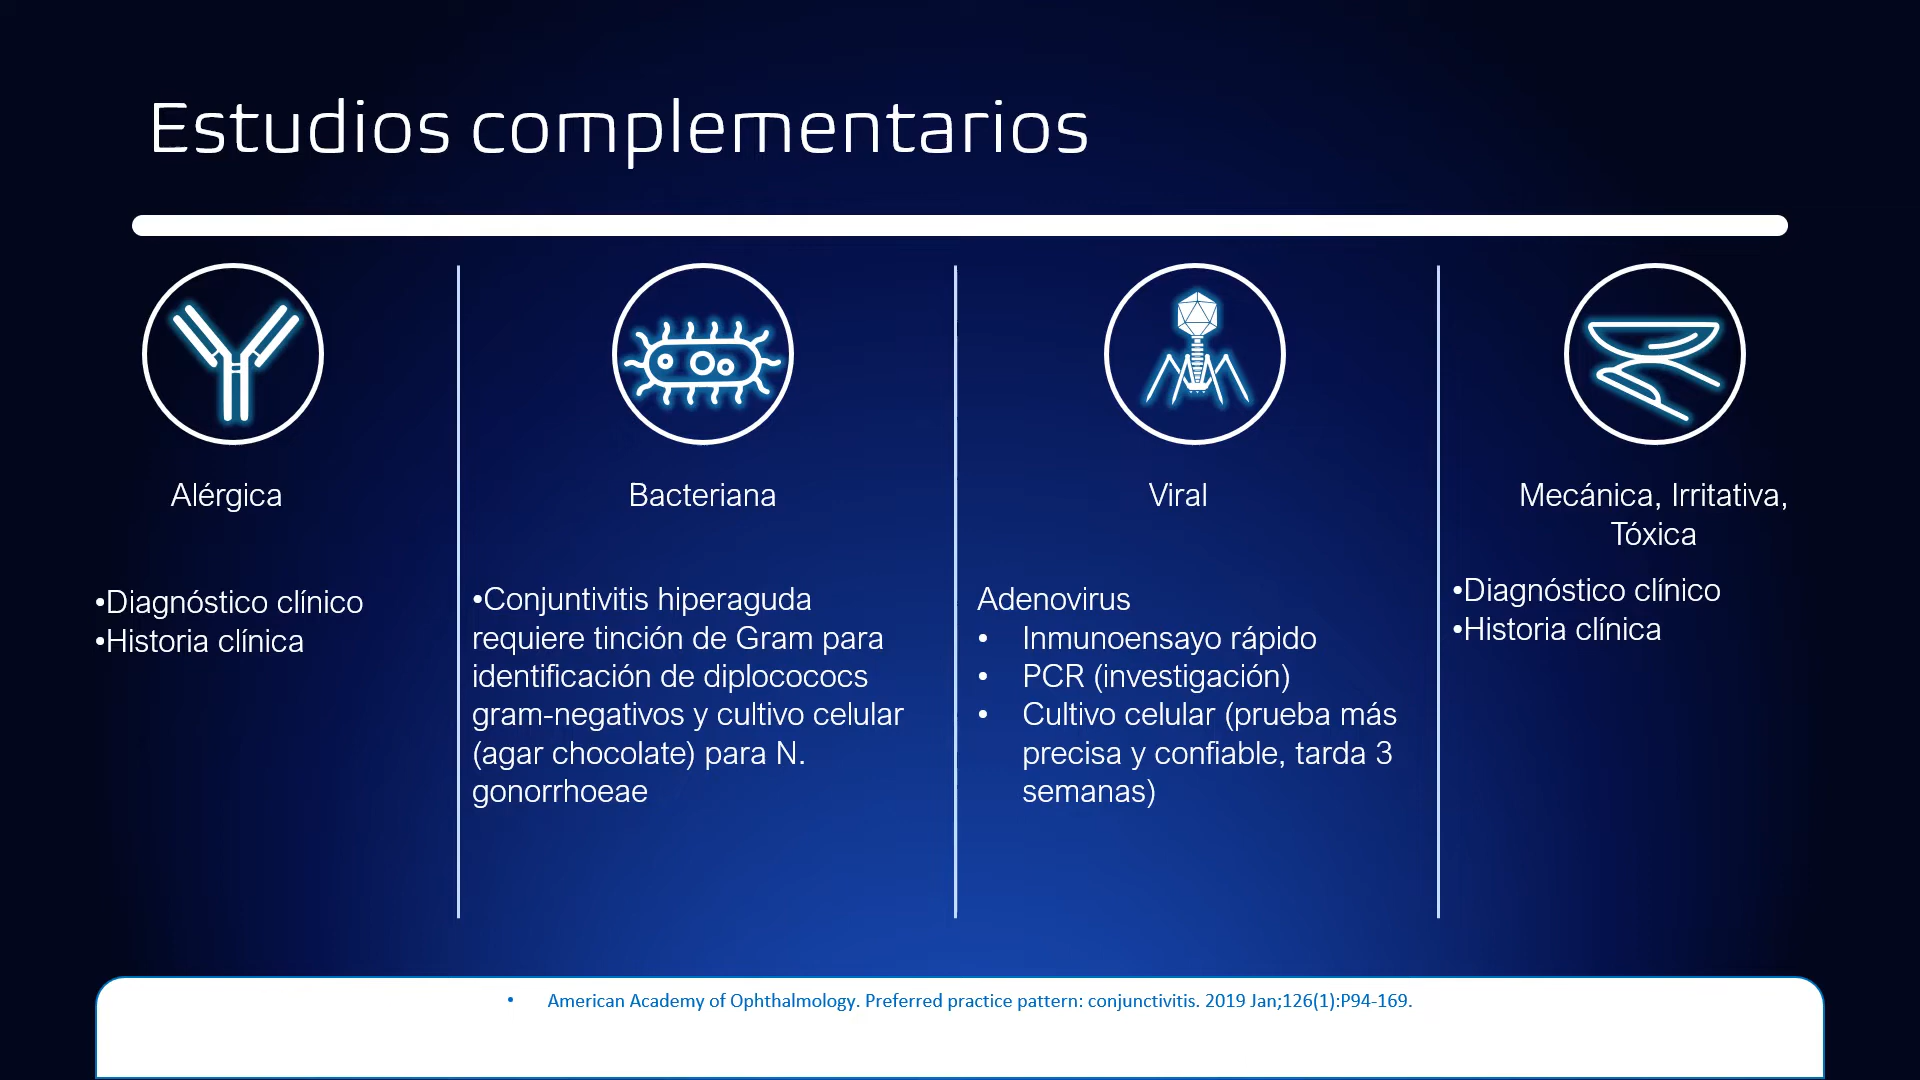 Estudios complementarios
Alérgica
•Diagnóstico clínico
•Historia clínica
Bacteriana
•Conjuntivitis hiperaguda
requiere tinción de Gram para
identificación de diplocococs
gram-negativos y cultivo celular
(agar chocolate) para N.
gonorrhoeae
Viral
Adenovirus
• Inmunoensayo rápido
• PCR (investigación)
• Cultivo celular (prueba más
precisa y confiable, tarda 3
semanas)
Mecánica, Irritativa,
Tóxica
•Diagnóstico clínico
•Historia clínica
• American Academy of Ophthalmology. Preferred practice pattern: conjunctivitis. 2019 Jan;126(1):P94-169.